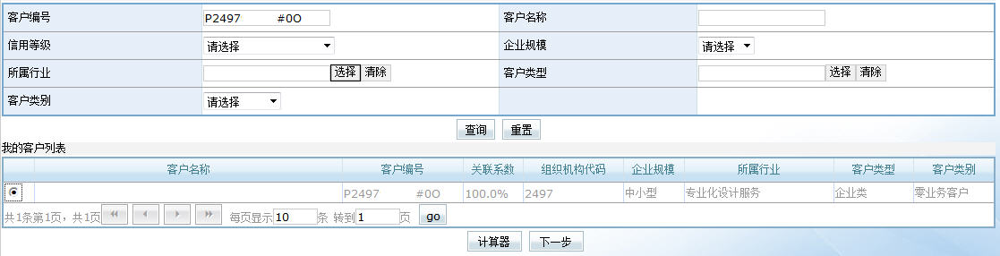 客户编号 P2497 #0O 客户名称
信用等级 请选择 企业规模 请选择
所属行业 选择 清除 客户类型 选择 清除
客户类别 请选择
查询 重置
我的客户列表
客户名称 客户编号 关联系数 组织机构代码 企业规模 所属行业 客户类型 客户类别
P2497 #0O 100.0% 2497 中小型 专业化设计服务 企业类 零业务客户
共1条第1页，共1页 每页显示 10 条 转到 1 页 go
计算器 下一步